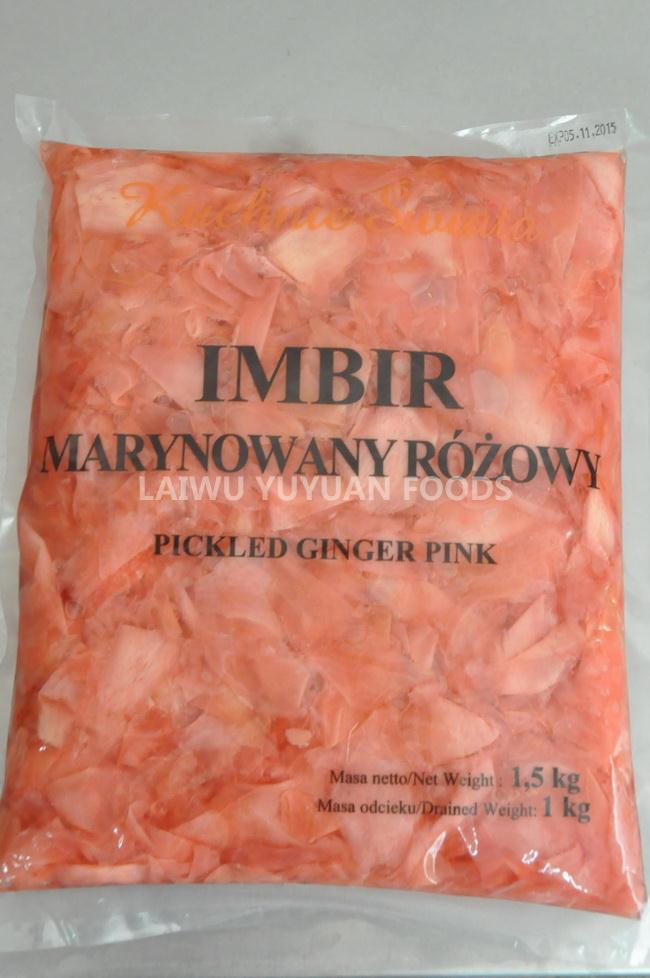 EXP05.11.2015
Kuchnie Świata
IMBIR
MARYNOWANY RÓŻOWY
LAIWU YUYUAN FOODS
PICKLED GINGER PINK
Masa netto/Net Weight : 1,5 kg
Masa odcieku/Drained Weight: 1 kg